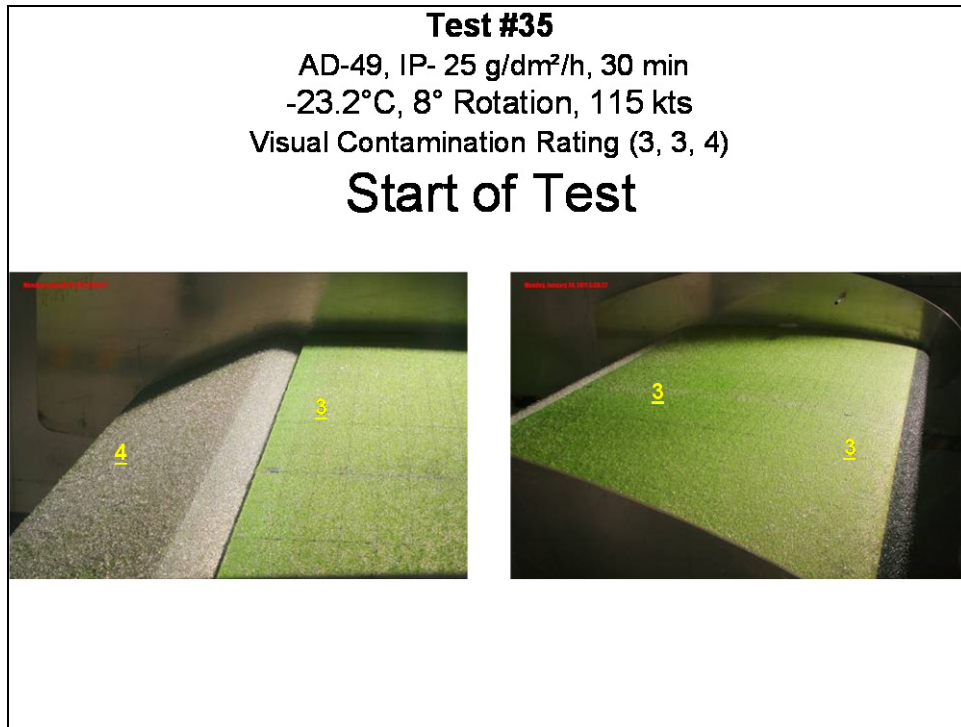 Test #35
AD-49, IP- 25 g/dm²/h, 30 min
-23.2°C, 8° Rotation, 115 kts
Visual Contamination Rating (3, 3, 4)
Start of Test
4
3
3
3